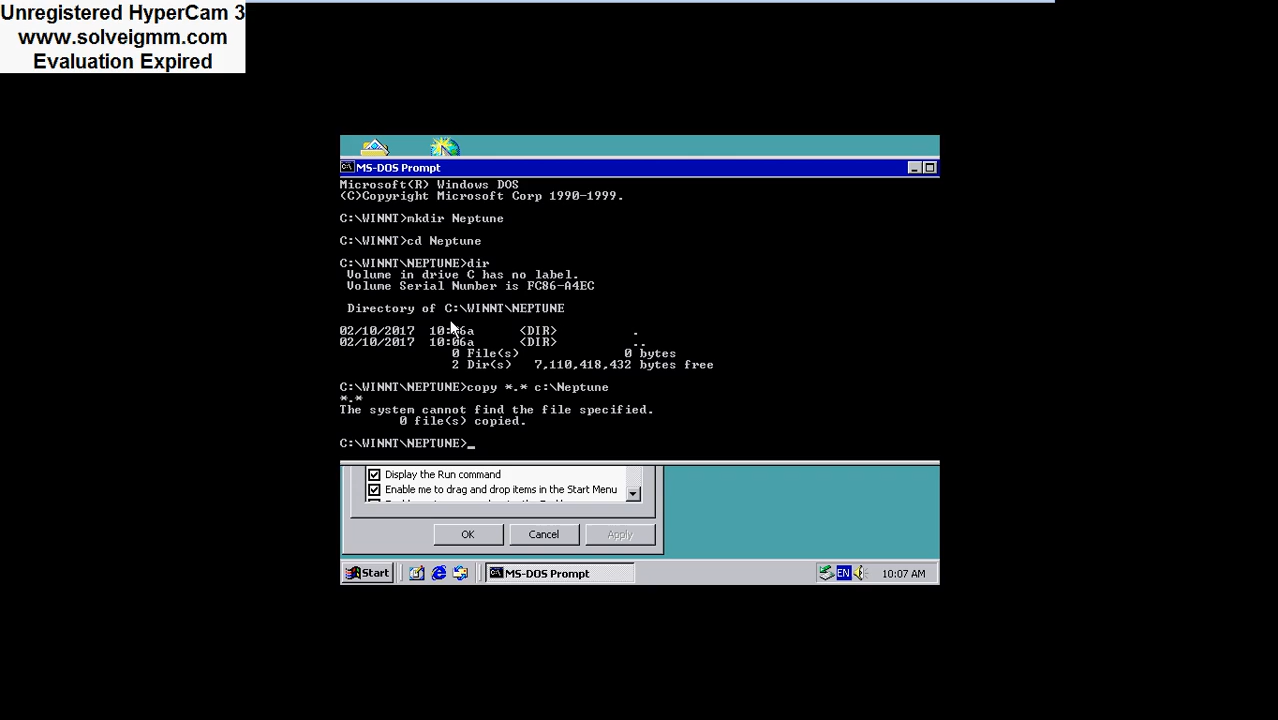 Unregistered HyperCam 3
www.solveigmm.com
Evaluation Expired
MS-DOS Prompt
Microsoft(R) Windows DOS
(C)Copyright Microsoft Corp 1990-1999.
C:\WINNT>mkdir Neptune
C:\WINNT>cd Neptune
C:\WINNT\NEPTUNE>dir
Volume in drive C has no label.
Volume Serial Number is FC86-A4EC
Directory of C:\WINNT\NEPTUNE
02/10/2017 10:06a <DIR> .
02/10/2017 10:06a <DIR> ..
0 File(s) 0 bytes
2 Dir(s) 7,110,418,432 bytes free
C:\WINNT\NEPTUNE>copy *.* c:\Neptune
*.*
The system cannot find the file specified.
0 file(s) copied.
C:\WINNT\NEPTUNE>_
Display the Run command
Enable me to drag and drop items in the Start Menu
OK Cancel Apply
Start MS-DOS Prompt EN 10:07 AM